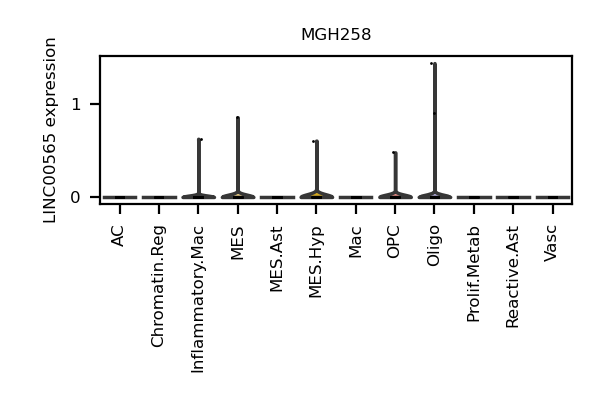 MGH258
LINC00565 expression
1
0
AC
Chromatin.Reg
Inflammatory.Mac
MES
MES.Ast
MES.Hyp
Mac
OPC
Oligo
Prolif.Metab
Reactive.Ast
Vasc